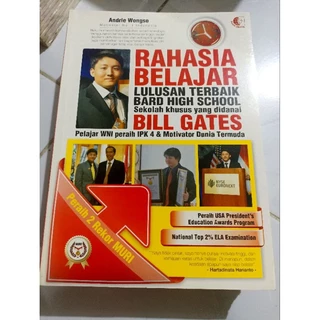 Andrie Wongso
RAHASIA
BELAJAR
LULUSAN TERBAIK
BARD HIGH SCHOOL
Sekolah khusus yang didanai
BILL GATES
Pelajar WNI peraih IPK 4 & Motivator Dunia Termuda
Peraih 2 Rekor MURI
Peraih USA President's
Education Awards Program
National Top 2% ELA Examination
- Hartadinata Harianto -